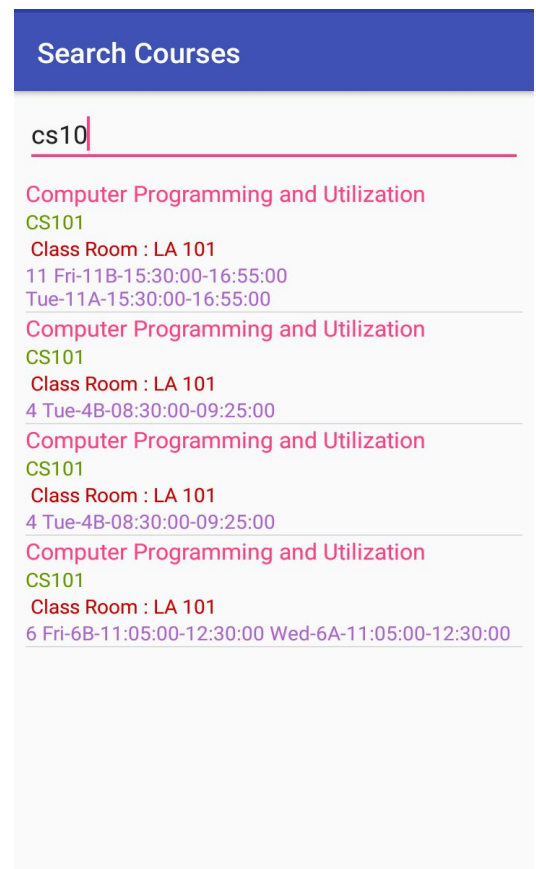 Search Courses
cs10
Computer Programming and Utilization
CS101
Class Room : LA 101
11 Fri-11B-15:30:00-16:55:00
Tue-11A-15:30:00-16:55:00
Computer Programming and Utilization
CS101
Class Room : LA 101
4 Tue-4B-08:30:00-09:25:00
Computer Programming and Utilization
CS101
Class Room : LA 101
4 Tue-4B-08:30:00-09:25:00
Computer Programming and Utilization
CS101
Class Room : LA 101
6 Fri-6B-11:05:00-12:30:00 Wed-6A-11:05:00-12:30:00